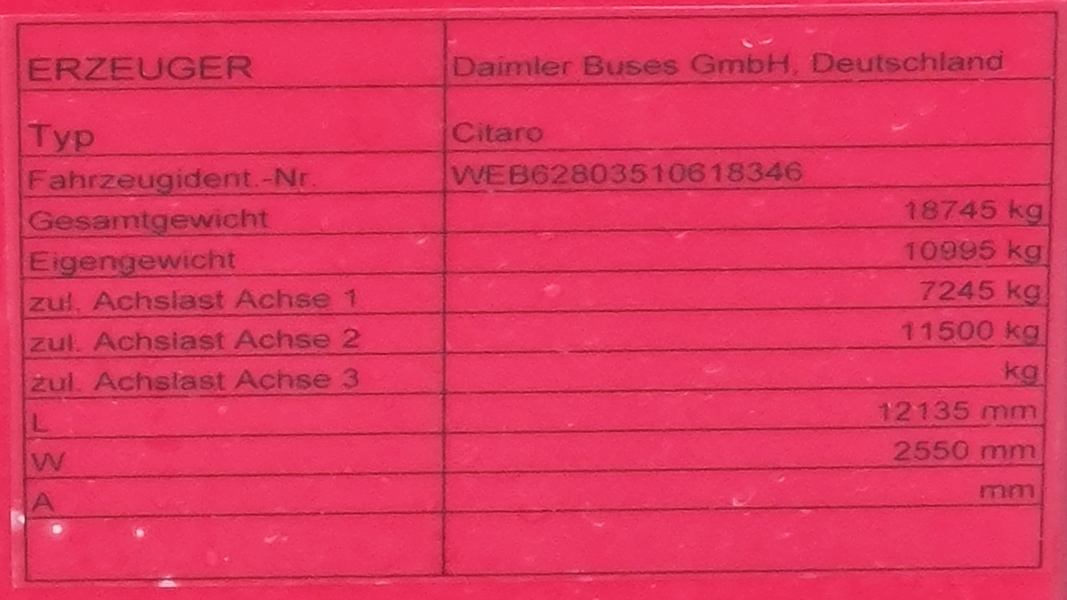 ERZEUGER Daimler Buses GmbH, Deutschland
Typ Citaro
Fahrzeugident.-Nr. WEB62803510618346
Gesamtgewicht 18745 kg
Eigengewicht 10995 kg
zul. Achslast Achse 1 7245 kg
zul. Achslast Achse 2 11500 kg
zul. Achslast Achse 3 kg
L 12135 mm
W 2550 mm
A mm